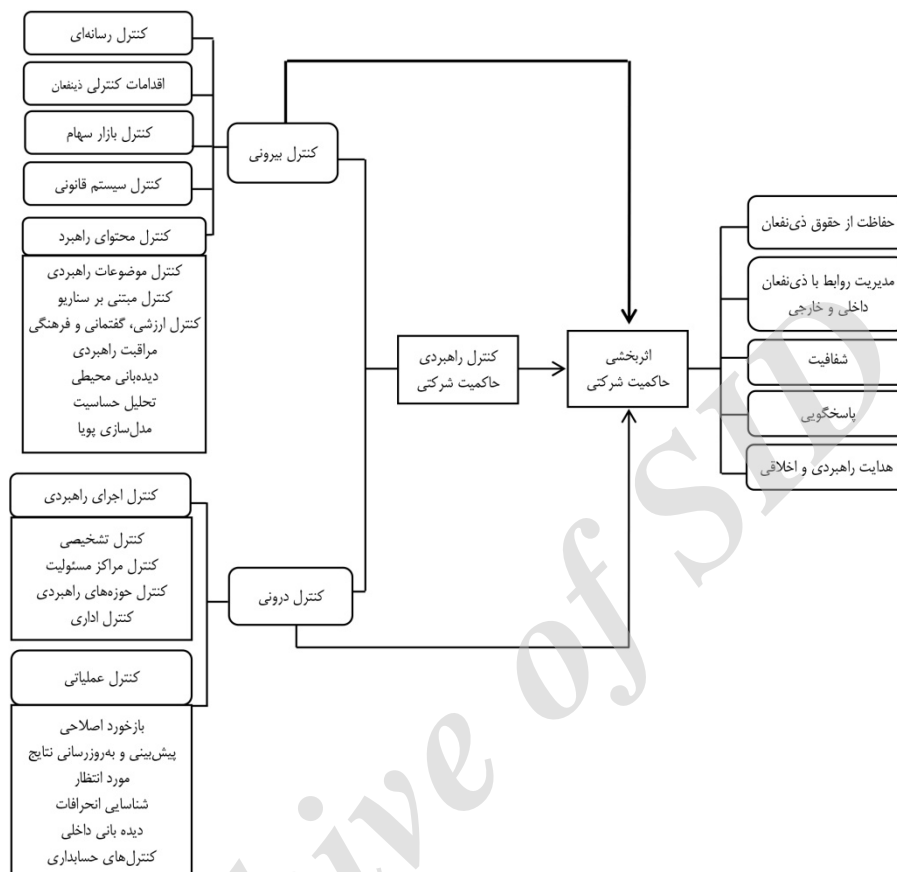 کنترل رسانه‌ای
اقدامات کنترلی ذینفعان
کنترل بازار سهام
کنترل سیستم قانونی
کنترل محتوای راهبرد
کنترل موضوعات راهبردی
کنترل مبتنی بر سناریو
کنترل ارزشی، گفتمانی و فرهنگی
مراقبت راهبردی
دیده‌بانی محیطی
تحلیل حساسیت
مدل‌سازی پویا
کنترل اجرای راهبردی
کنترل تشخیصی
کنترل مراکز مسئولیت
کنترل حوزه‌های راهبردی
کنترل اداری
کنترل عملیاتی
بازخورد اصلاحی
پیش‌بینی و به‌روزرسانی نتایج
مورد انتظار
شناسایی انحرافات
دیده بانی داخلی
کنترل‌های حسابداری
کنترل بیرونی
کنترل درونی
کنترل راهبردی
حاکمیت شرکتی
اثربخشی
حاکمیت شرکتی
حفاظت از حقوق ذی‌نفعان
مدیریت روابط با ذی‌نفعان
داخلی و خارجی
شفافیت
پاسخگویی
هدایت راهبردی و اخلاقی
ive of SID